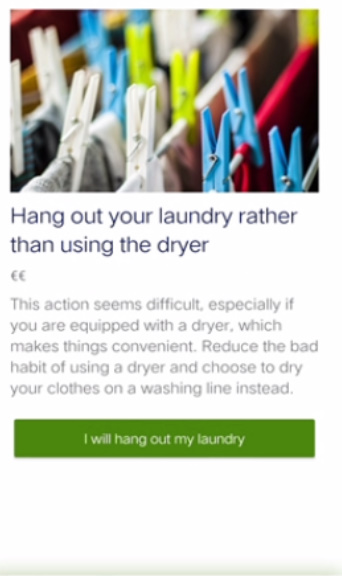 Hang out your laundry rather
than using the dryer
€€
This action seems difficult, especially if
you are equipped with a dryer, which
makes things convenient. Reduce the bad
habit of using a dryer and choose to dry
your clothes on a washing line instead.
I will hang out my laundry